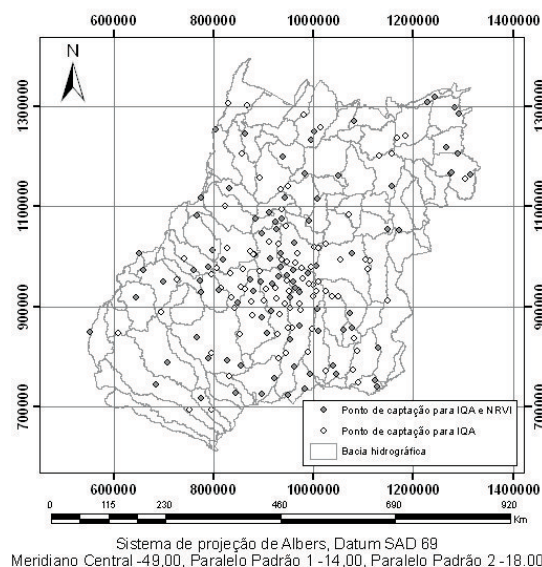 600000 800000 1000000 1200000 1400000
N
1300000 1300000
1100000 1100000
900000 900000
700000 700000
Ponto de captação para IQA e NRVI
Ponto de captação para IQA
Bacia hidrográfica
600000 800000 1000000 1200000 1400000
0 115 230 460 690 920
Km
Sistema de projeção de Albers, Datum SAD 69
Meridiano Central -49,00, Paralelo Padrão 1 -14,00, Paralelo Padrão 2 -18.00